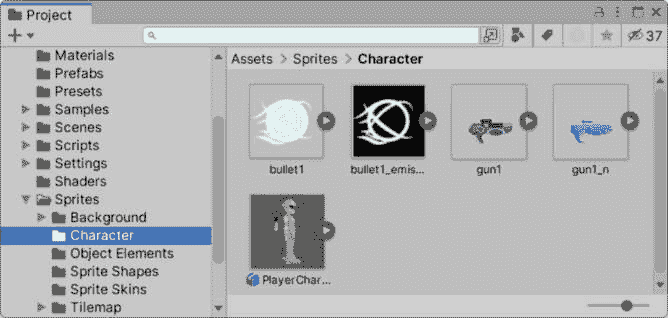 Project
37
Materials
Prefabs
Presets
Samples
Scenes
Scripts
Settings
Shaders
Sprites
Background
Character
Object Elements
Sprite Shapes
Sprite Skins
Tilemap
Assets > Sprites > Character
bullet1
bullet1_emis...
gun1
gun1_n
PlayerChar...